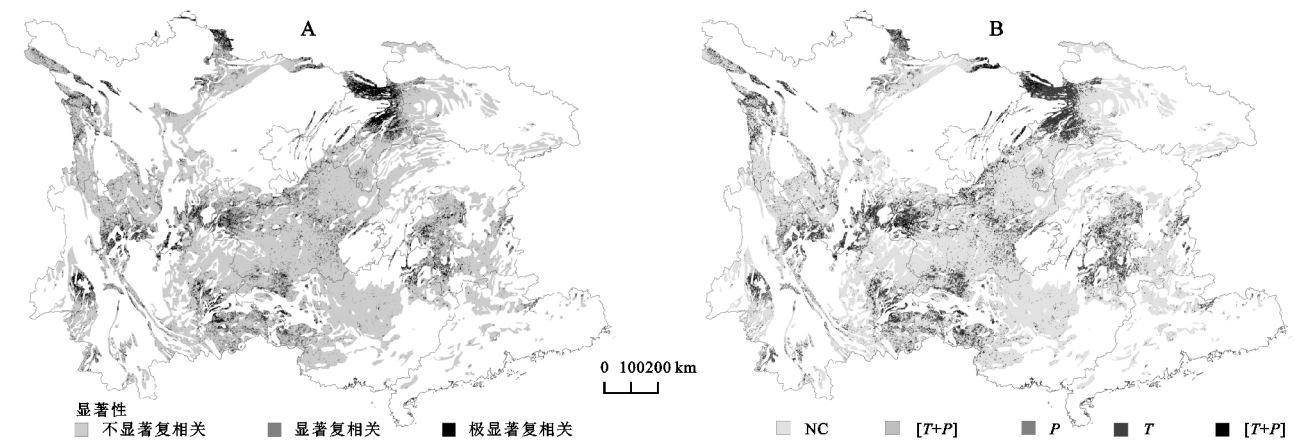 A
B
0 100200 km
显著性
不显著复相关 显著复相关 极显著复相关
NC [T+P] P T [T+P]